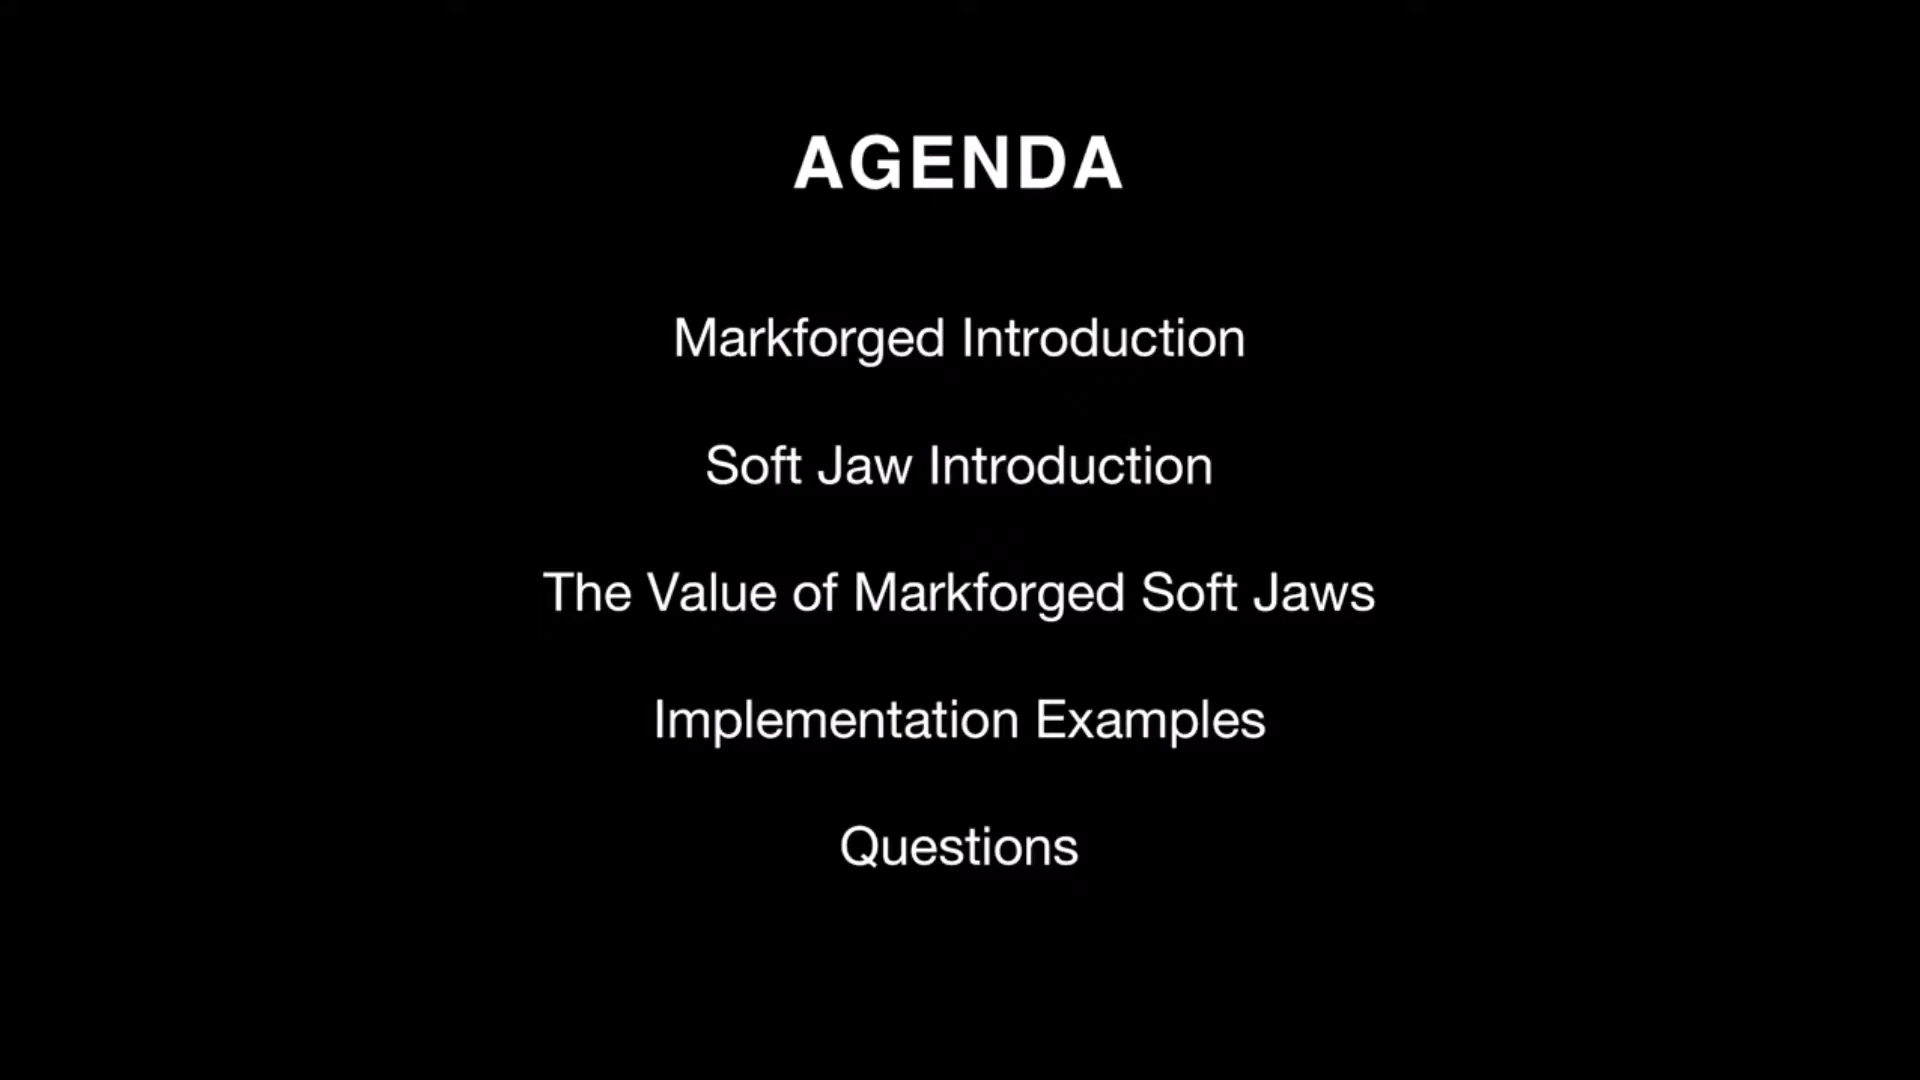 AGENDA
Markforged Introduction
Soft Jaw Introduction
The Value of Markforged Soft Jaws
Implementation Examples
Questions